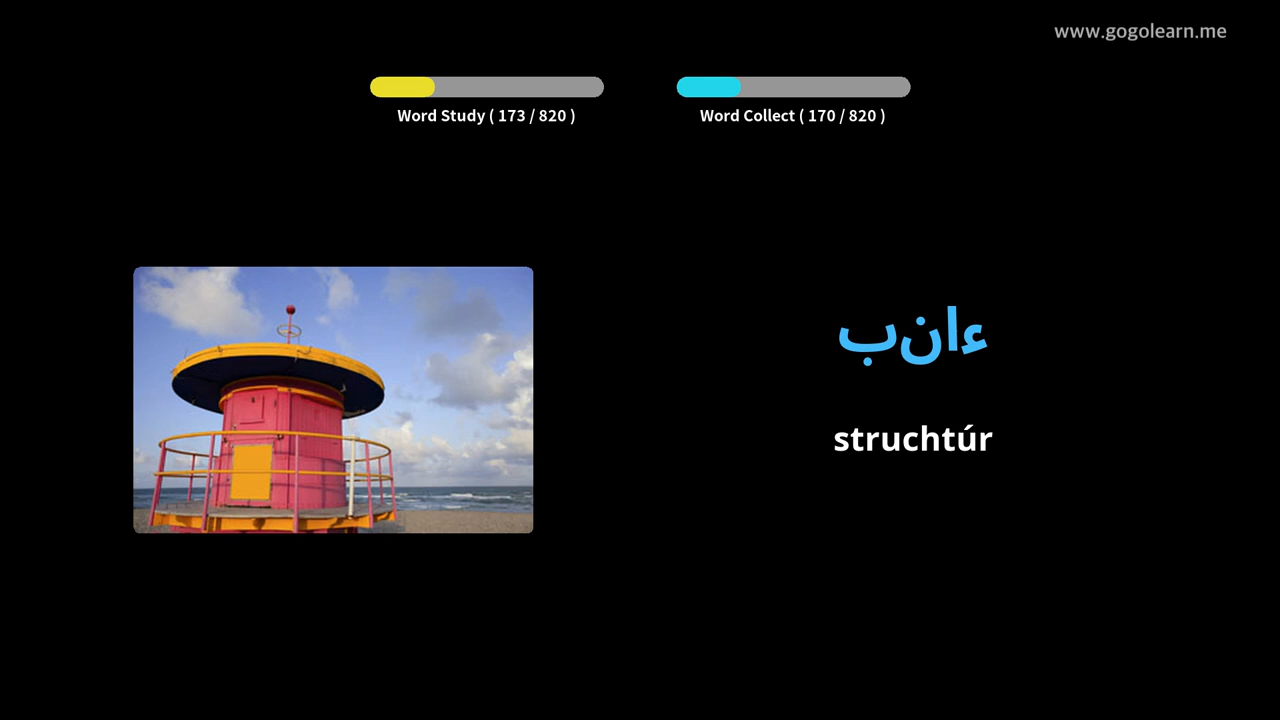 www.gogolearn.me
Word Study ( 173 / 820 )
Word Collect ( 170 / 820 )
بناء
struchtúr